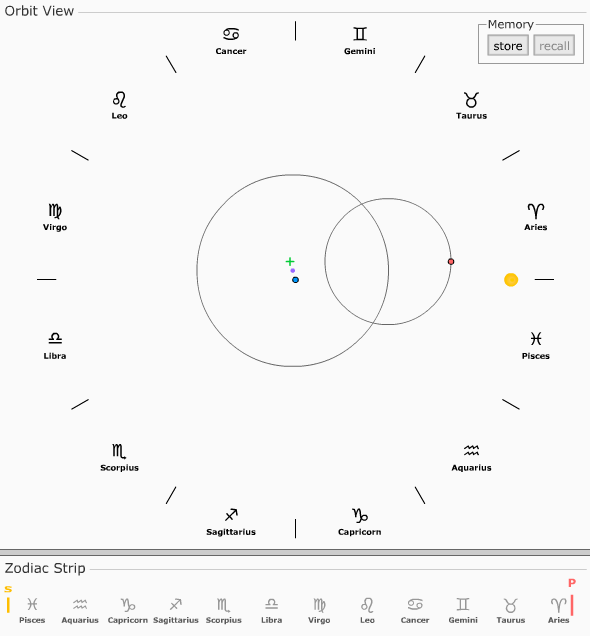 Orbit View
Memory
store
recall
Cancer
Gemini
Leo
Taurus
Virgo
Aries
Libra
Pisces
Scorpius
Aquarius
Sagittarius
Capricorn
Zodiac Strip
S
P
Pisces Aquarius Capricorn Sagittarius Scorpius Libra Virgo Leo Cancer Gemini Taurus Aries